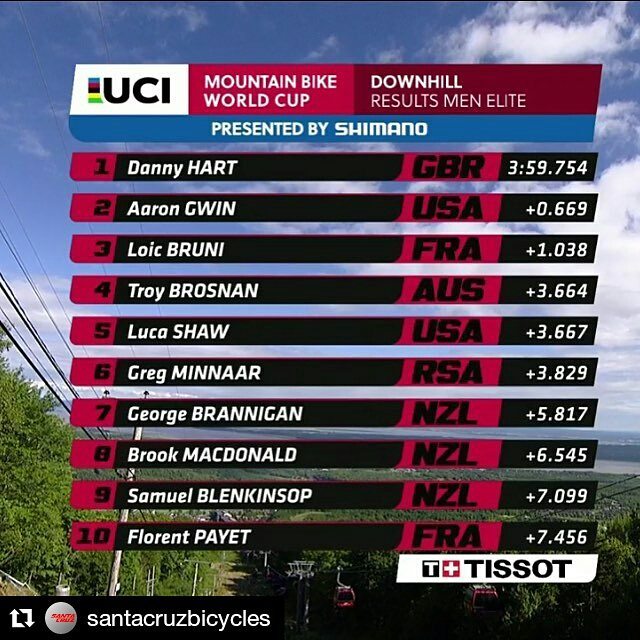 UCI MOUNTAIN BIKE WORLD CUP DOWNHILL RESULTS MEN ELITE
PRESENTED BY SHIMANO
1 Danny HART GBR 3:59.754
2 Aaron GWIN USA +0.669
3 Loic BRUNI FRA +1.038
4 Troy BROSNAN AUS +3.664
5 Luca SHAW USA +3.667
6 Greg MINNAAR RSA +3.829
7 George BRANNIGAN NZL +5.817
8 Brook MACDONALD NZL +6.545
9 Samuel BLENKINSOP NZL +7.099
10 Florent PAYET FRA +7.456
T+ TISSOT
SANTA CRUZ santacruzbicycles